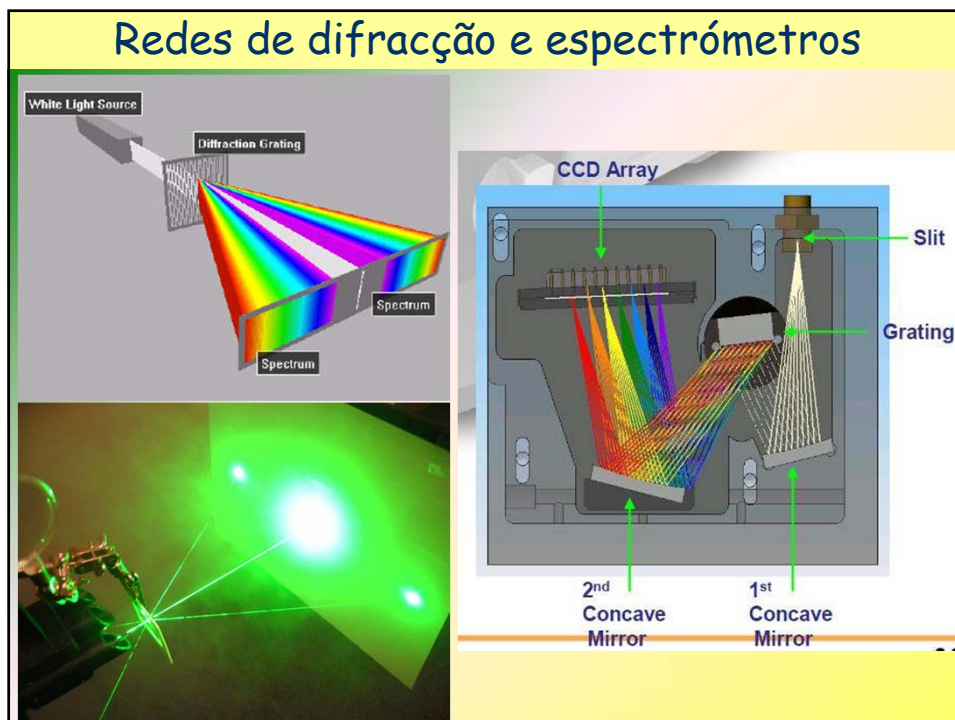 Redes de difracção e espectrómetros
White Light Source
Diffraction Grating
Spectrum
Spectrum
CCD Array
Slit
Grating
2nd
Concave
Mirror
1st
Concave
Mirror